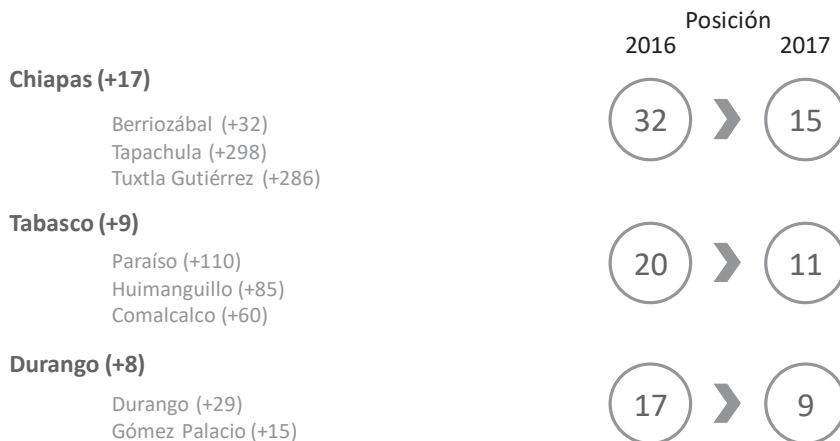 Posición
2016 2017
Chiapas (+17)
32 15
Berriozábal (+32)
Tapachula (+298)
Tuxtla Gutiérrez (+286)
Tabasco (+9)
20 11
Paraíso (+110)
Huimanguillo (+85)
Comalcalco (+60)
Durango (+8)
17 9
Durango (+29)
Gómez Palacio (+15)